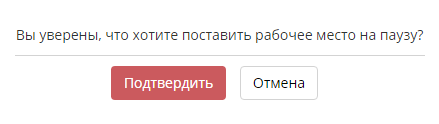 Вы уверены, что хотите поставить рабочее место на паузу?
Подтвердить Отмена